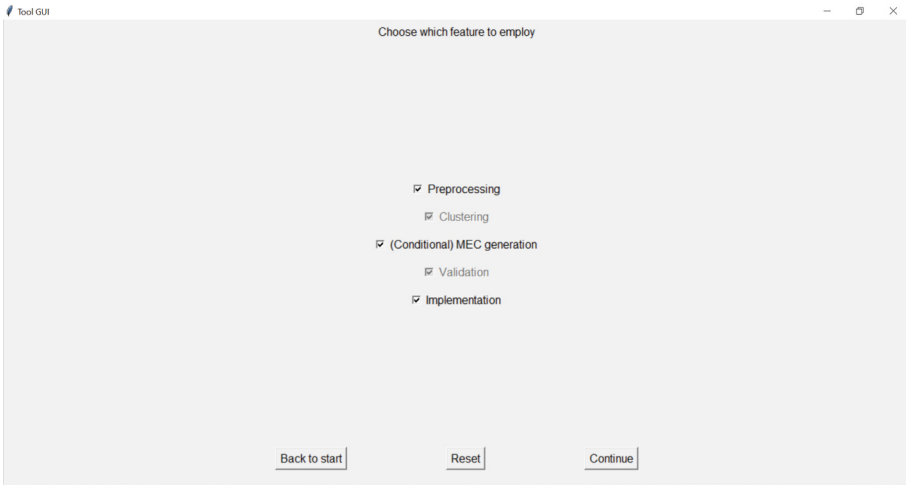 Tool GUI
Choose which feature to employ
Preprocessing
Clustering
(Conditional) MEC generation
Validation
Implementation
Back to start
Reset
Continue